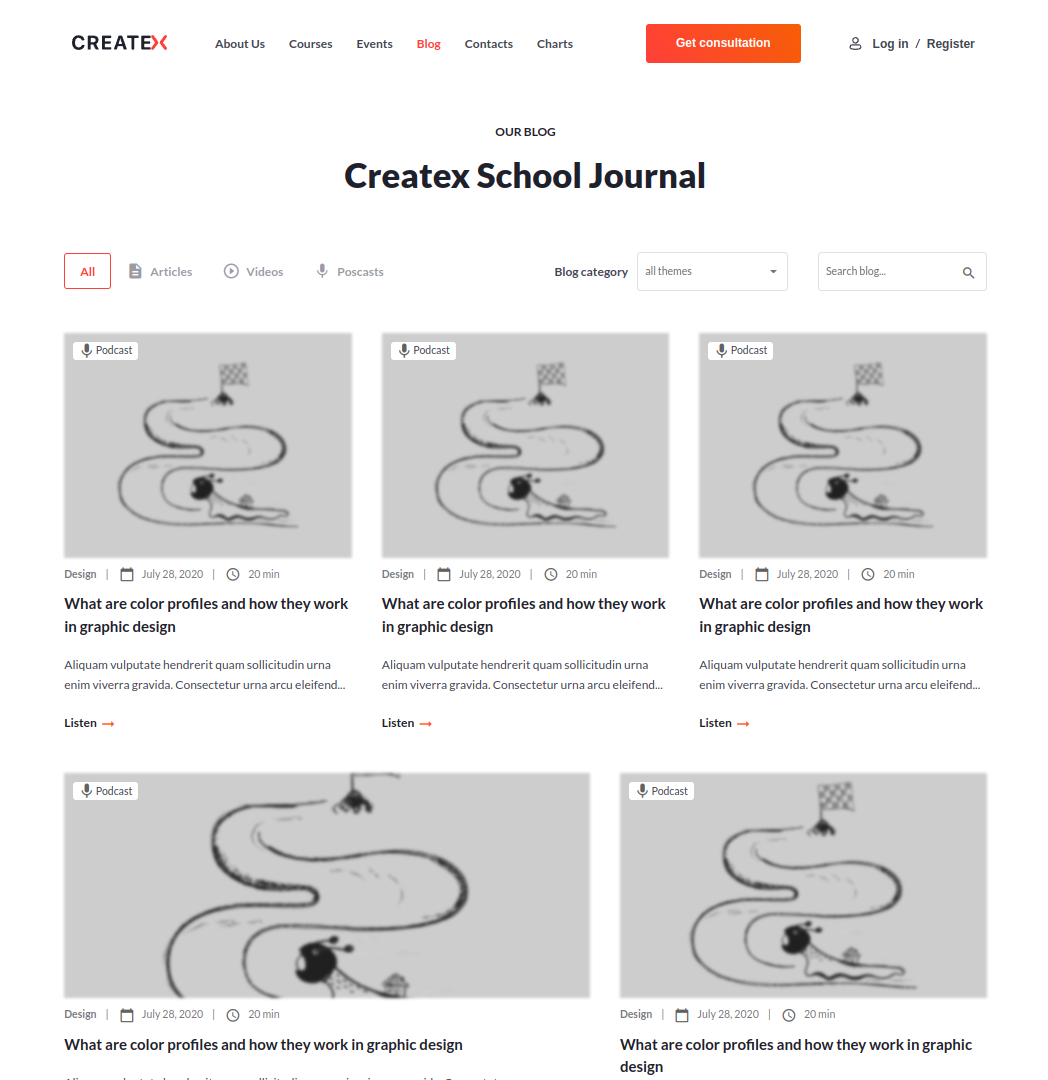 CREATEX
About Us Courses Events Blog Contacts Charts
Get consultation
Log in / Register
OUR BLOG
Createx School Journal
All Articles Videos Poscasts
Blog category all themes Search blog...
Podcast Podcast Podcast
Design | July 28, 2020 | 20 min
What are color profiles and how they work
in graphic design
Aliquam vulputate hendrerit quam sollicitudin urna
enim viverra gravida. Consectetur urna arcu eleifend...
Listen
Design | July 28, 2020 | 20 min
What are color profiles and how they work
in graphic design
Aliquam vulputate hendrerit quam sollicitudin urna
enim viverra gravida. Consectetur urna arcu eleifend...
Listen
Design | July 28, 2020 | 20 min
What are color profiles and how they work
in graphic design
Aliquam vulputate hendrerit quam sollicitudin urna
enim viverra gravida. Consectetur urna arcu eleifend...
Listen
Podcast
Design | July 28, 2020 | 20 min
What are color profiles and how they work in graphic design
Podcast
Design | July 28, 2020 | 20 min
What are color profiles and how they work in graphic
design